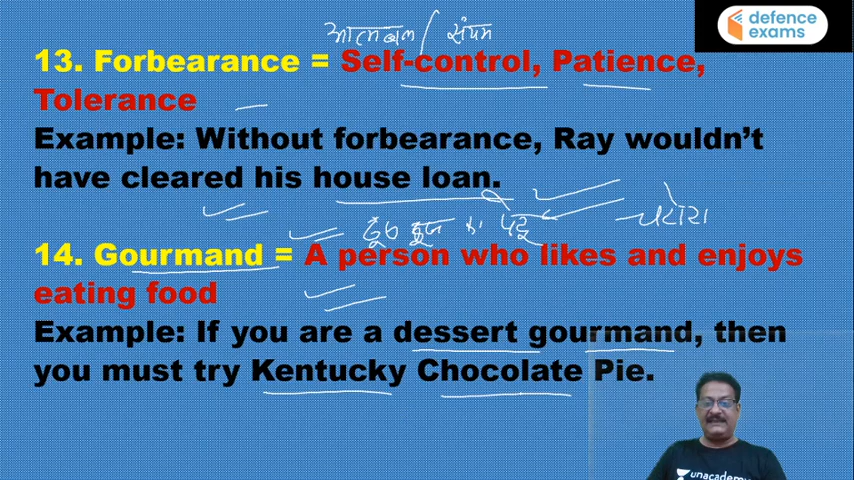 defence
exams
संयम
13. Forbearance = Self-control, Patience,
Tolerance
Example: Without forbearance, Ray wouldn't
have cleared his house loan.
पेटू
चटोरा
14. Gourmand = A person who likes and enjoys
eating food
Example: If you are a dessert gourmand, then
you must try Kentucky Chocolate Pie.
unacademy